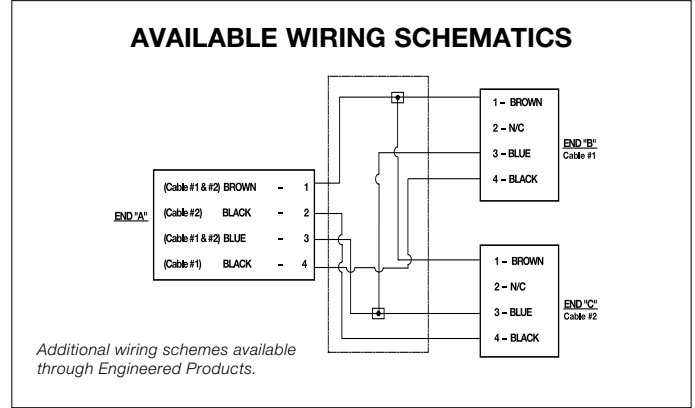 AVAILABLE WIRING SCHEMATICS
END "A"
(Cable #1 & #2) BROWN - 1
(Cable #2) BLACK - 2
(Cable #1 & #2) BLUE - 3
(Cable #1) BLACK - 4
1 - BROWN
2 - N/C
3 - BLUE
4 - BLACK
END "B"
Cable #1
1 - BROWN
2 - N/C
3 - BLUE
4 - BLACK
END "C"
Cable #2
Additional wiring schemes available
through Engineered Products.